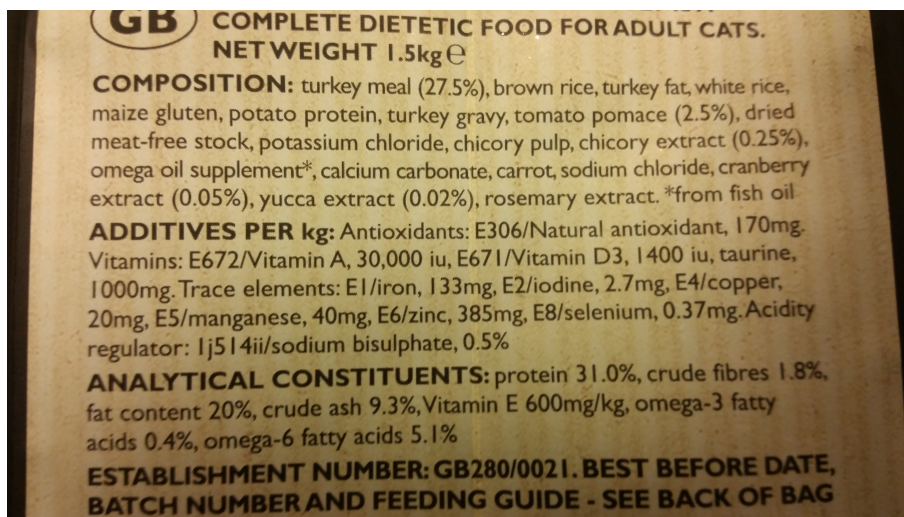 GB
COMPLETE DIETETIC FOOD FOR ADULT CATS.
NET WEIGHT 1.5kg ℮
COMPOSITION: turkey meal (27.5%), brown rice, turkey fat, white rice,
maize gluten, potato protein, turkey gravy, tomato pomace (2.5%), dried
meat-free stock, potassium chloride, chicory pulp, chicory extract (0.25%),
omega oil supplement*, calcium carbonate, carrot, sodium chloride, cranberry
extract (0.05%), yucca extract (0.02%), rosemary extract. *from fish oil
ADDITIVES PER kg: Antioxidants: E306/Natural antioxidant, 170mg.
Vitamins: E672/Vitamin A, 30,000 iu, E671/Vitamin D3, 1400 iu, taurine,
1000mg. Trace elements: E1/iron, 133mg, E2/iodine, 2.7mg, E4/copper,
20mg, E5/manganese, 40mg, E6/zinc, 385mg, E8/selenium, 0.37mg. Acidity
regulator: 1j514ii/sodium bisulphate, 0.5%
ANALYTICAL CONSTITUENTS: protein 31.0%, crude fibres 1.8%,
fat content 20%, crude ash 9.3%, Vitamin E 600mg/kg, omega-3 fatty
acids 0.4%, omega-6 fatty acids 5.1%
ESTABLISHMENT NUMBER: GB280/0021. BEST BEFORE DATE,
BATCH NUMBER AND FEEDING GUIDE - SEE BACK OF BAG